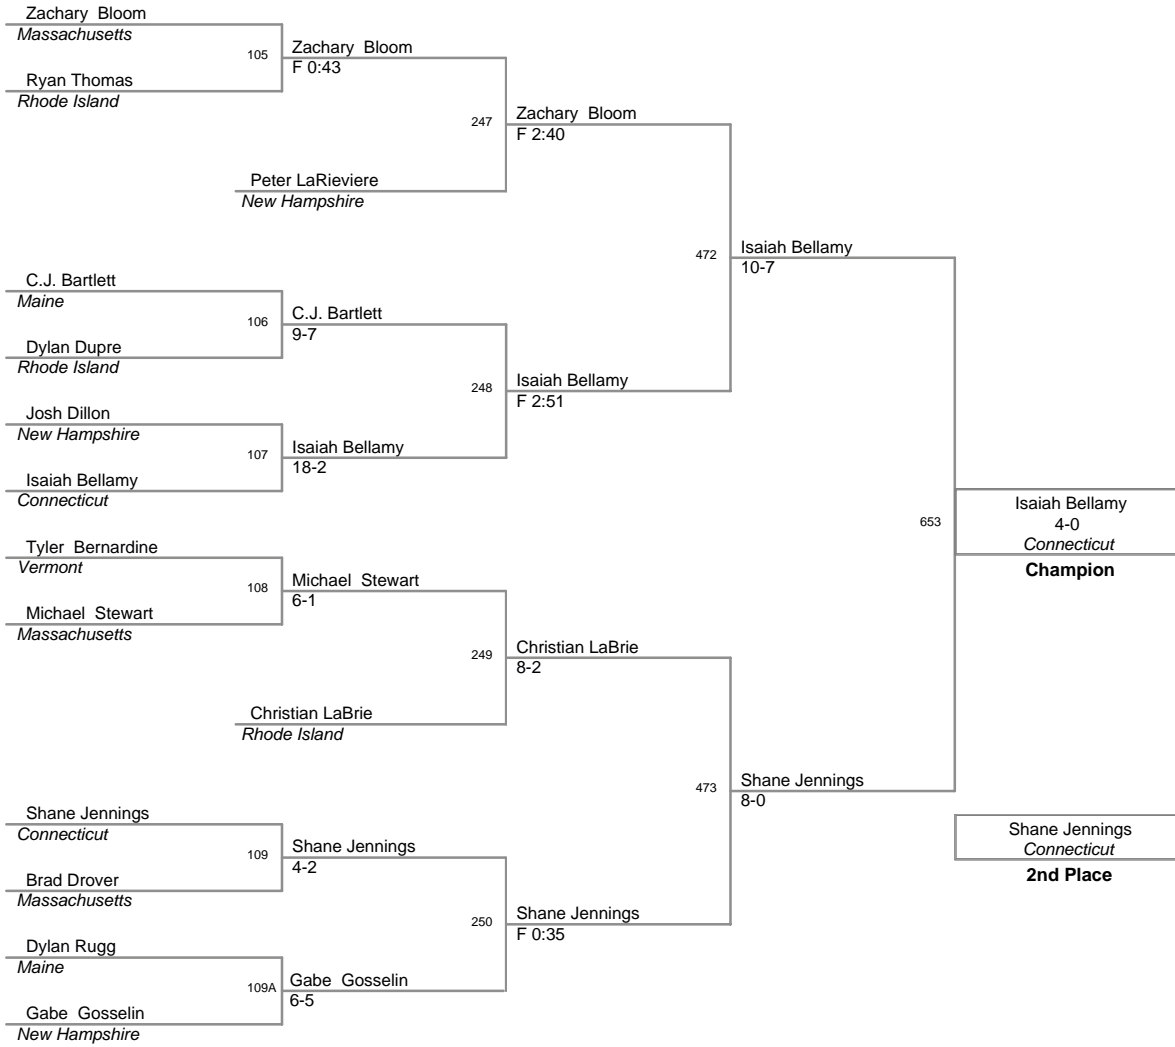 Zachary  Bloom
Massachusetts
105
Zachary  Bloom
F 0:43
Ryan Thomas
Rhode Island
247
Zachary  Bloom
F 2:40
Peter LaRieviere
New Hampshire
472
Isaiah Bellamy
10-7
C.J. Bartlett
Maine
106
C.J. Bartlett
9-7
Dylan Dupre
Rhode Island
248
Isaiah Bellamy
F 2:51
Josh Dillon
New Hampshire
107
Isaiah Bellamy
18-2
Isaiah Bellamy
Connecticut
653
Isaiah Bellamy
4-0
Connecticut
Champion
Tyler  Bernardine
Vermont
108
Michael  Stewart
6-1
Michael  Stewart
Massachusetts
249
Christian LaBrie
8-2
Christian LaBrie
Rhode Island
473
Shane Jennings
8-0
Shane Jennings
Connecticut
109
Shane Jennings
4-2
Brad Drover
Massachusetts
Shane Jennings
Connecticut
2nd Place
250
Shane Jennings
F 0:35
Dylan Rugg
Maine
109A
Gabe  Gosselin
6-5
Gabe  Gosselin
New Hampshire